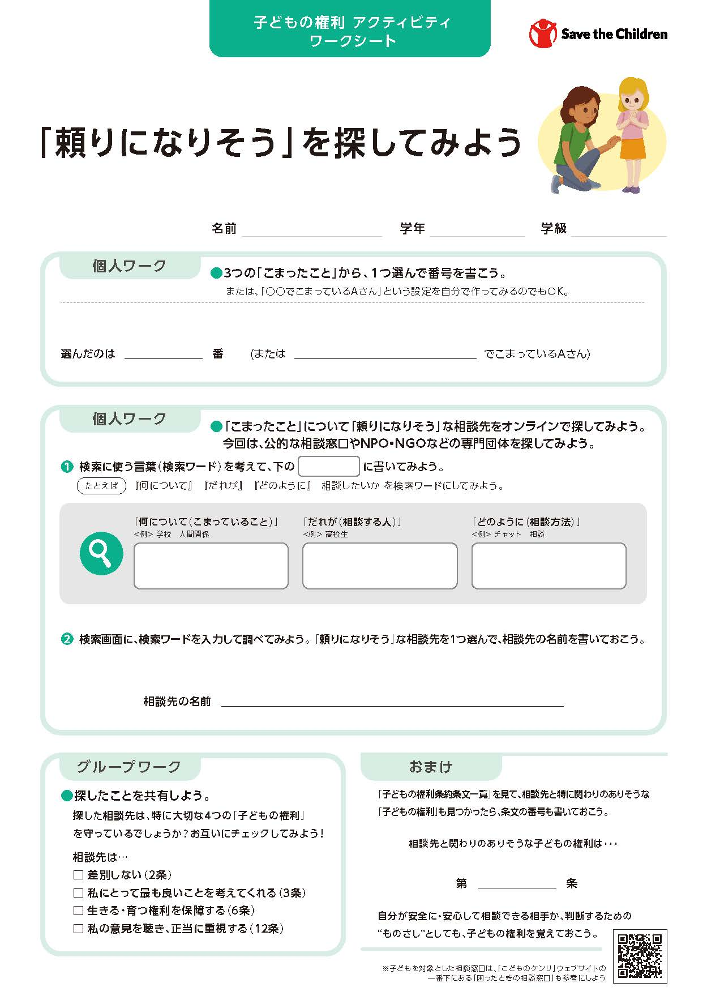 子どもの権利 アクティビティ
ワークシート
Save the Children
「頼りになりそう」を探してみよう
名前
学年
学級
個人ワーク
●3つの「こまったこと」から、1つ選んで番号を書こう。
または、「〇〇でこまっているAさん」という設定を自分で作ってみるのでもOK。
選んだのは 番 (または でこまっているAさん)
個人ワーク
●「こまったこと」について「頼りになりそう」な相談先をオンラインで探してみよう。
今回は、公的な相談窓口やNPO・NGOなどの専門団体を探してみよう。
1 検索に使う言葉(検索ワード)を考えて、下の に書いてみよう。
たとえば 『何について』 『だれが』 『どのように』 相談したいか を検索ワードにしてみよう。
「何について(こまっていること)」
<例> 学校 人間関係
「だれが(相談する人)」
<例> 高校生
「どのように(相談方法)」
<例> チャット 相談
2 検索画面に、検索ワードを入力して調べてみよう。「頼りになりそう」な相談先を1つ選んで、相談先の名前を書いておこう。
相談先の名前
グループワーク
●探したことを共有しよう。
探した相談先は、特に大切な4つの「子どもの権利」
を守っているでしょうか?お互いにチェックしてみよう!
相談先は…
□ 差別しない(2条)
□ 私にとって最も良いことを考えてくれる(3条)
□ 生きる・育つ権利を保障する(6条)
□ 私の意見を聴き、正当に重視する(12条)
おまけ
「子どもの権利条約条文一覧」を見て、相談先と特に関わりのありそうな
「子どもの権利」も見つかったら、条文の番号も書いておこう。
相談先と関わりのありそうな子どもの権利は・・・
第 条
自分が安全に・安心して相談できる相手か、判断するための
“ものさし”としても、子どもの権利を覚えておこう。
※子どもを対象とした相談窓口は、「こどものケンリ」ウェブサイトの
一番下にある「困ったときの相談窓口」も参考にしよう